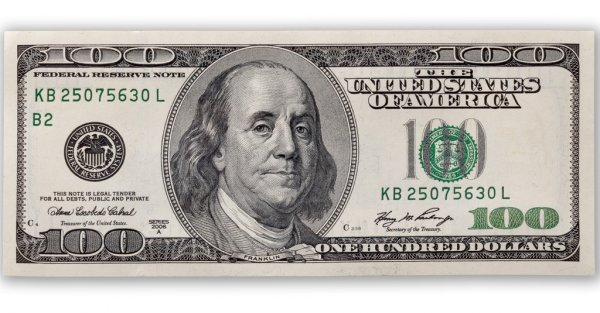 100
100
FEDERAL RESERVE NOTE
THE
UNITED STATES
OF AMERICA
KB 25075630 L
B2
100
KB 25075630 L
THIS NOTE IS LEGAL TENDER
FOR ALL DEBTS, PUBLIC AND PRIVATE
Treasurer of the United States.
SERIES
2006
A
Secretary of the Treasury.
100
100
FRANKLIN
ONE HUNDRED DOLLARS